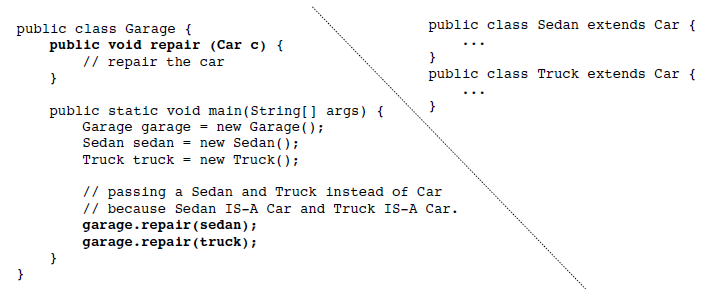 public class Garage {
    public void repair (Car c) {
        // repair the car
    }

    public static void main(String[] args) {
        Garage garage = new Garage();
        Sedan sedan = new Sedan();
        Truck truck = new Truck();

        // passing a Sedan and Truck instead of Car
        // because Sedan IS-A Car and Truck IS-A Car.
        garage.repair(sedan);
        garage.repair(truck);
    }
}
public class Sedan extends Car {
    ...
}
public class Truck extends Car {
    ...
}